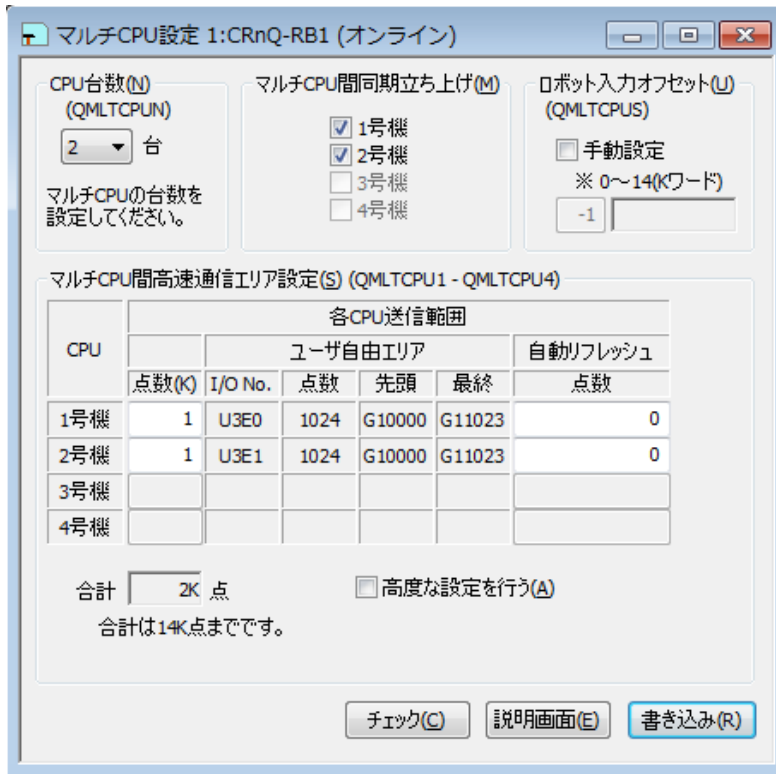 マルチCPU設定 1:CRnQ-RB1 (オンライン)
CPU台数(N)
(QMLTCPUN)
2 台
マルチCPUの台数を
設定してください。
マルチCPU間同期立ち上げ(M)
1号機
2号機
3号機
4号機
ロボット入力オフセット(U)
(QMLTCPUS)
手動設定
※ 0～14(Kワード)
-1
マルチCPU間高速通信エリア設定(S) (QMLTCPU1 - QMLTCPU4)
CPU 各CPU送信範囲
ユーザ自由エリア 自動リフレッシュ
点数(K) I/O No. 点数 先頭 最終 点数
1号機 1 U3E0 1024 G10000 G11023 0
2号機 1 U3E1 1024 G10000 G11023 0
3号機
4号機
合計 2K 点 高度な設定を行う(A)
合計は14K点までです。
チェック(C) 説明画面(E) 書き込み(R)